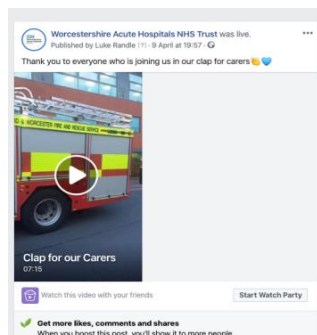 Worcestershire Acute Hospitals NHS Trust was live.
Published by Luke Randle [?] · 9 April at 19:57 ·
Thank you to everyone who is joining us in our clap for carers
& WORCESTER FIRE AND RESCUE SERVICE
Clap for our Carers
07:15
Watch this video with your friends
Start Watch Party
Get more likes, comments and shares
When you boost this post, you'll show it to more people.